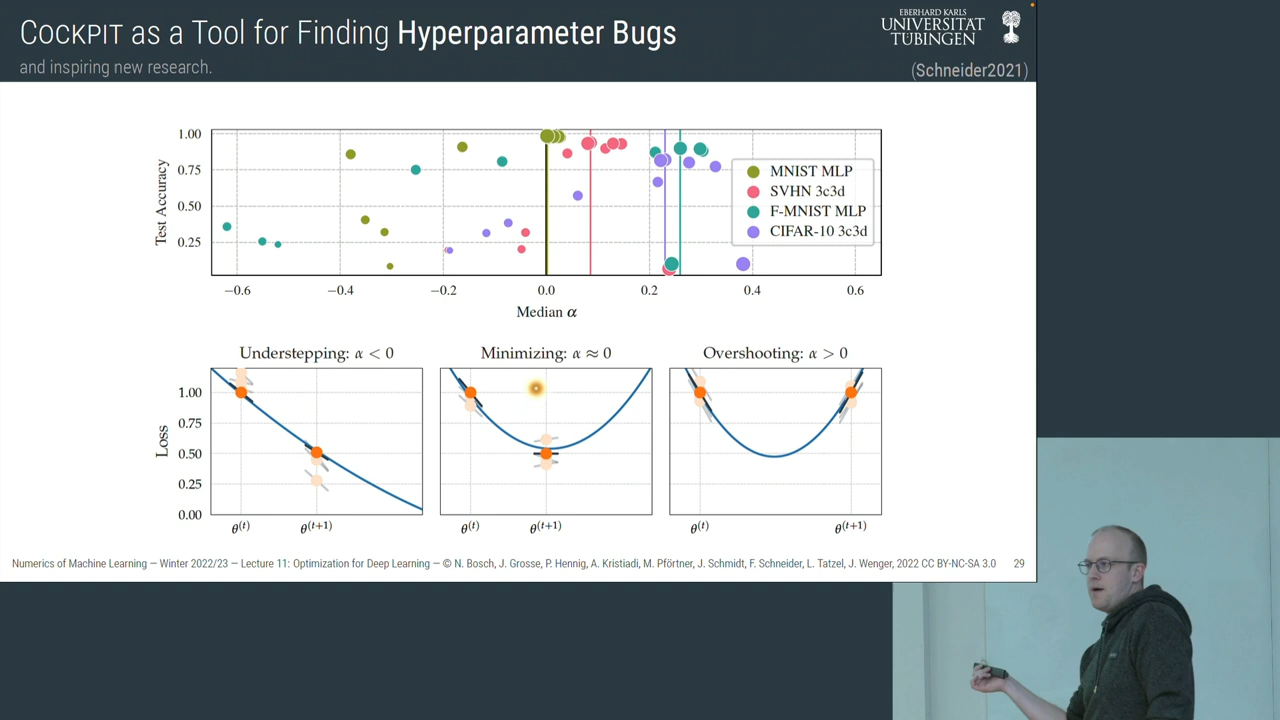 COCKPIT as a Tool for Finding Hyperparameter Bugs
EBERHARD KARLS
UNIVERSITÄT
TÜBINGEN
and inspiring new research.
(Schneider2021)
1.00
0.75
0.50
0.25
Test Accuracy
MNIST MLP
SVHN 3c3d
F-MNIST MLP
CIFAR-10 3c3d
−0.6 −0.4 −0.2 0.0 0.2 0.4 0.6
Median α
Understepping: α < 0
Minimizing: α ≈ 0
Overshooting: α > 0
1.00
0.75
0.50
0.25
0.00
Loss
θ(t) θ(t+1)
θ(t) θ(t+1)
θ(t) θ(t+1)
Numerics of Machine Learning — Winter 2022/23 — Lecture 11: Optimization for Deep Learning — © N. Bosch, J. Grosse, P. Hennig, A. Kristiadi, M. Pförtner, J. Schmidt, F. Schneider, L. Tatzel, J. Wenger, 2022 CC BY-NC-SA 3.0 29